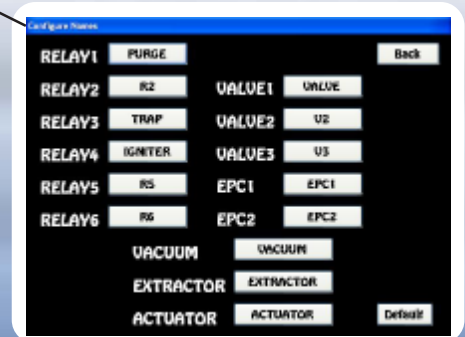 Configure Names
RELAY1 PURGE Back
RELAY2 R2 VALVE1 VALVE
RELAY3 TRAP VALVE2 V2
RELAY4 IGNITER VALVE3 V3
RELAY5 R5 EPC1 EPC1
RELAY6 R6 EPC2 EPC2
VACUUM VACUUM
EXTRACTOR EXTRACTOR
ACTUATOR ACTUATOR Default